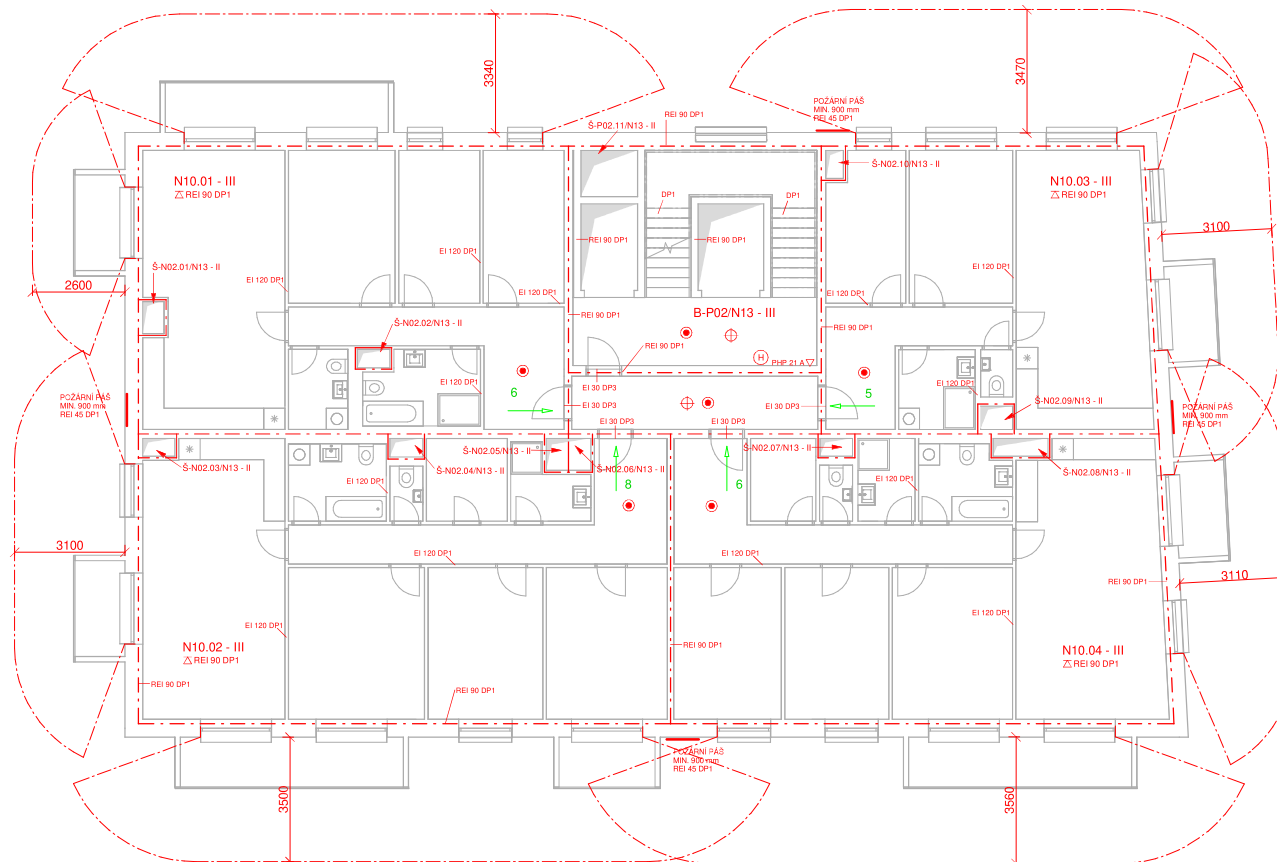 3340
3470
POŽÁRNÍ PÁS
MIN. 900 mm
REI 45 DP1
REI 90 DP1
Š-P02.11/N13 - II
Š-N02.10/N13 - II
N10.01 - III
REI 90 DP1
N10.03 - III
REI 90 DP1
DP1
DP1
3100
REI 90 DP1
REI 90 DP1
EI 120 DP1
EI 120 DP1
Š-N02.01/N13 - II
EI 120 DP1
EI 120 DP1
EI 120 DP1
EI 120 DP1
2600
B-P02/N13 - III
REI 90 DP1
Š-N02.02/N13 - II
REI 90 DP1
REI 90 DP1
H
PHP 21 A
EI 120 DP1
EI 120 DP1
EI 30 DP3
6
5
POŽÁRNÍ PÁS
MIN. 900 mm
REI 45 DP1
EI 30 DP3
EI 30 DP3
Š-N02.09/N13 - II
POŽÁRNÍ PÁS
MIN. 900 mm
REI 45 DP1
EI 30 DP3
EI 30 DP3
Š-N02.03/N13 - II
Š-N02.04/N13 - II
Š-N02.05/N13 - II
Š-N02.06/N13 - II
Š-N02.07/N13 - II
Š-N02.08/N13 - II
EI 120 DP1
8
6
EI 120 DP1
3100
EI 120 DP1
EI 120 DP1
3110
REI 90 DP1
EI 120 DP1
EI 120 DP1
N10.02 - III
REI 90 DP1
REI 90 DP1
N10.04 - III
REI 90 DP1
REI 90 DP1
REI 90 DP1
POŽÁRNÍ PÁS
MIN. 900 mm
REI 45 DP1
3500
3560